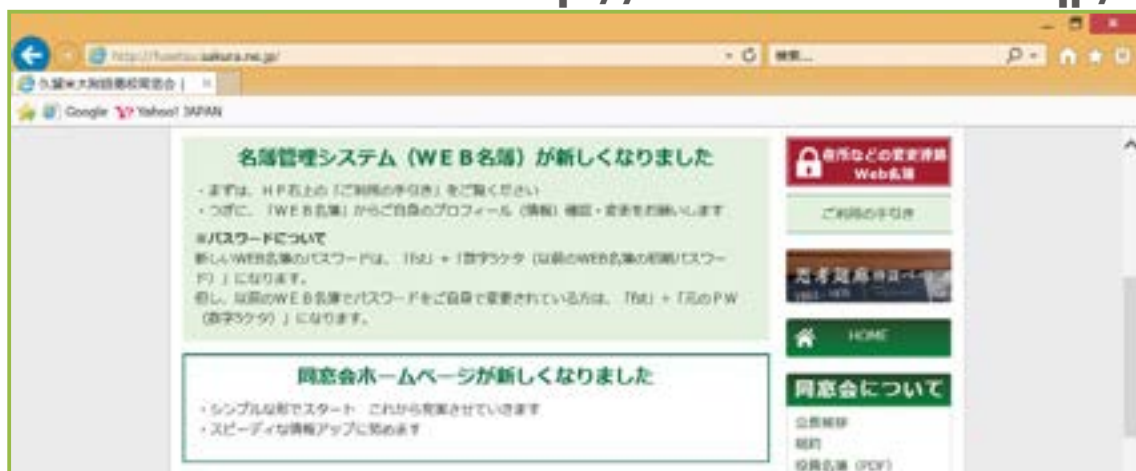 検索...
Google
Yahoo! JAPAN
名簿管理システム（WEB名簿）が新しくなりました
・まずは、HP右上の「ご利用の手引き」をご覧ください
・つぎに、「WEB名簿」からご自身のプロフィール（情報）確認・変更をお願いします
※パスワードについて
新しいWEB名簿のパスワードは、「fst」+「数字5ケタ（以前のWEB名簿の初期パスワー
ド）」になります。
但し、以前のWEB名簿でパスワードをご自身で変更されている方は、「fst」+「元のPW
（数字5ケタ）」になります。
同窓会ホームページが新しくなりました
・シンプルな形でスタート　これから充実させていきます
・スピーディな情報アップに努めます
住所などの変更連絡
Web名簿
ご利用の手引き
HOME
同窓会について
会長挨拶
規約
役員名簿（PDF）